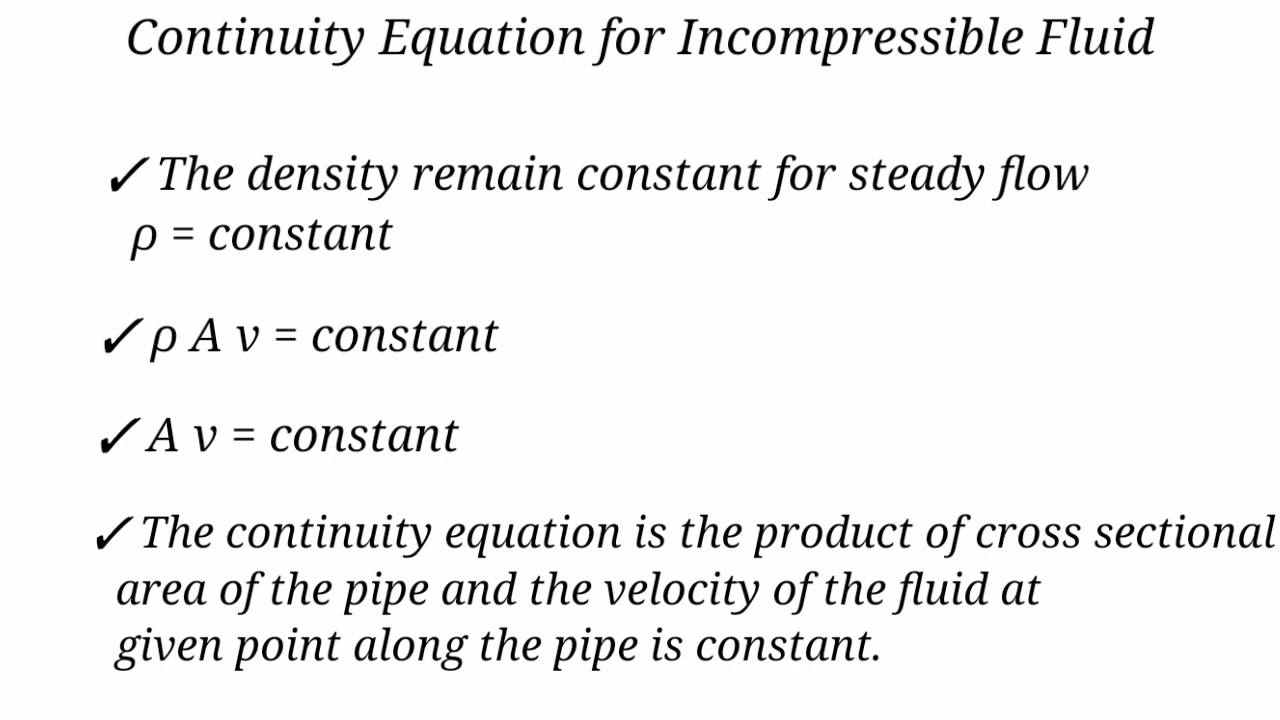 Continuity Equation for Incompressible Fluid
✓ The density remain constant for steady flow
ρ = constant
✓ ρ A v = constant
✓ A v = constant
✓ The continuity equation is the product of cross sectional
area of the pipe and the velocity of the fluid at
given point along the pipe is constant.